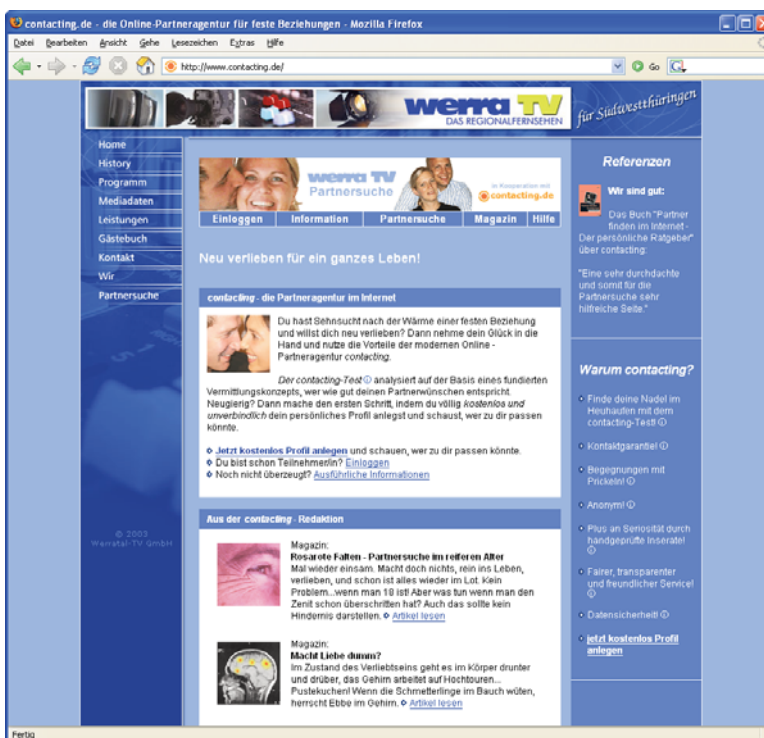 contacting.de - die Online-Partneragentur für feste Beziehungen - Mozilla Firefox
Datei Bearbeiten Ansicht Gehe Lesezeichen Extras Hilfe
http://www.contacting.de/
Go
werra TV
DAS REGIONALFERNSEHEN
für Südwestthüringen
Home
History
Programm
Mediadaten
Leistungen
Gästebuch
Kontakt
Wir
Partnersuche
© 2003
Werratal-TV GmbH
werra TV
Partnersuche
in Kooperation mit
contacting.de
Einloggen Information Partnersuche Magazin Hilfe
Neu verlieben für ein ganzes Leben!
contacting - die Partneragentur im Internet
Du hast Sehnsucht nach der Wärme einer festen Beziehung
und willst dich neu verlieben? Dann nehme dein Glück in die
Hand und nutze die Vorteile der modernen Online -
Partneragentur contacting.
Der contacting-Test analysiert auf der Basis eines fundierten
Vermittlungskonzepts, wer wie gut deinen Partnerwünschen entspricht.
Neugierig? Dann mache den ersten Schritt, indem du völlig kostenlos und
unverbindlich dein persönliches Profil anlegst und schaust, wer zu dir passen
könnte.
Jetzt kostenlos Profil anlegen und schauen, wer zu dir passen könnte.
Du bist schon Teilnehmer/in? Einloggen
Noch nicht überzeugt? Ausführliche Informationen
Aus der contacting - Redaktion
Magazin:
Rosarote Falten - Partnersuche im reiferen Alter
Mal wieder einsam. Macht doch nichts, rein ins Leben,
verlieben, und schon ist alles wieder im Lot. Kein
Problem...wenn man 18 ist! Aber was tun wenn man den
Zenit schon überschritten hat? Auch das sollte kein
Hindernis darstellen. Artikel lesen
Magazin:
Macht Liebe dumm?
Im Zustand des Verliebtseins geht es im Körper drunter
und drüber, das Gehirn arbeitet auf Hochtouren...
Pustekuchen! Wenn die Schmetterlinge im Bauch wüten,
herrscht Ebbe im Gehirn. Artikel lesen
Referenzen
Wir sind gut:
Das Buch "Partner
finden im Internet -
Der persönliche Ratgeber"
über contacting:
"Eine sehr durchdachte
und somit für die
Partnersuche sehr
hilfreiche Seite."
Warum contacting?
Finde deine Nadel im
Heuhaufen mit dem
contacting-Test!
Kontaktgarantie!
Begegnungen mit
Prickeln!
Anonym!
Plus an Seriosität durch
handgeprüfte Inserate!
Fairer, transparenter
und freundlicher Service!
Datensicherheit!
jetzt kostenlos Profil
anlegen
Fertig